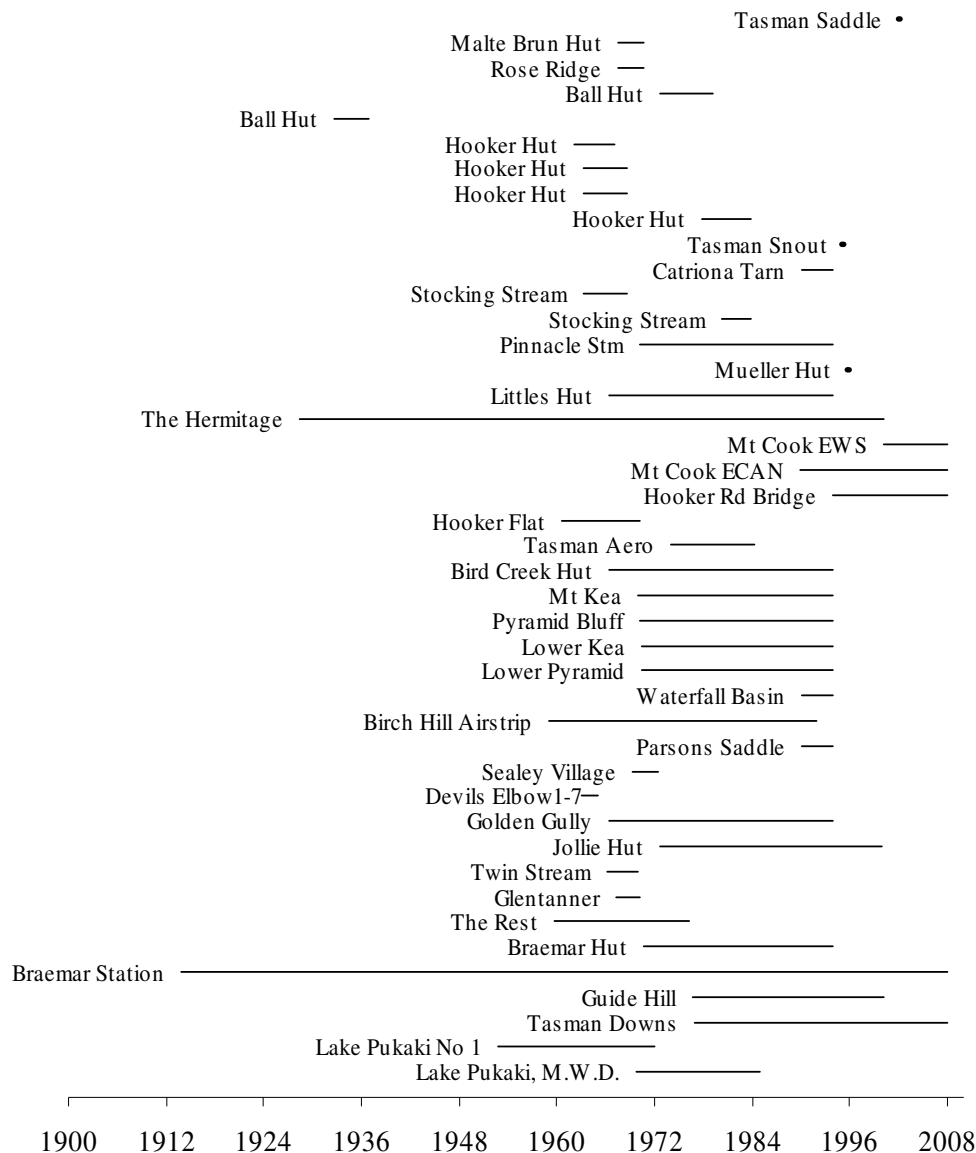 Tasman Saddle
Malte Brun Hut
Rose Ridge
Ball Hut
Ball Hut
Hooker Hut
Hooker Hut
Hooker Hut
Hooker Hut
Tasman Snout
Catriona Tarn
Stocking Stream
Stocking Stream
Pinnacle Stm
Mueller Hut
Littles Hut
The Hermitage
Mt Cook EWS
Mt Cook ECAN
Hooker Rd Bridge
Hooker Flat
Tasman Aero
Bird Creek Hut
Mt Kea
Pyramid Bluff
Lower Kea
Lower Pyramid
Waterfall Basin
Birch Hill Airstrip
Parsons Saddle
Sealey Village
Devils Elbow1-7
Golden Gully
Jollie Hut
Twin Stream
Glentanner
The Rest
Braemar Hut
Braemar Station
Guide Hill
Tasman Downs
Lake Pukaki No 1
Lake Pukaki, M.W.D.
1900 1912 1924 1936 1948 1960 1972 1984 1996 2008